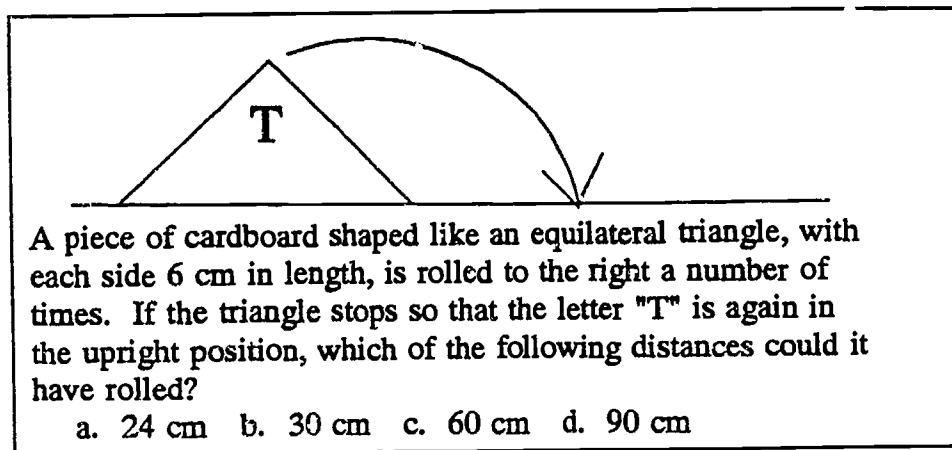 T
A piece of cardboard shaped like an equilateral triangle, with
each side 6 cm in length, is rolled to the right a number of
times. If the triangle stops so that the letter "T" is again in
the upright position, which of the following distances could it
have rolled?
a. 24 cm b. 30 cm c. 60 cm d. 90 cm